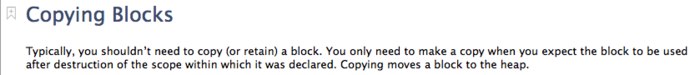 Copying Blocks
Typically, you shouldn't need to copy (or retain) a block. You only need to make a copy when you expect the block to be used
after destruction of the scope within which it was declared. Copying moves a block to the heap.